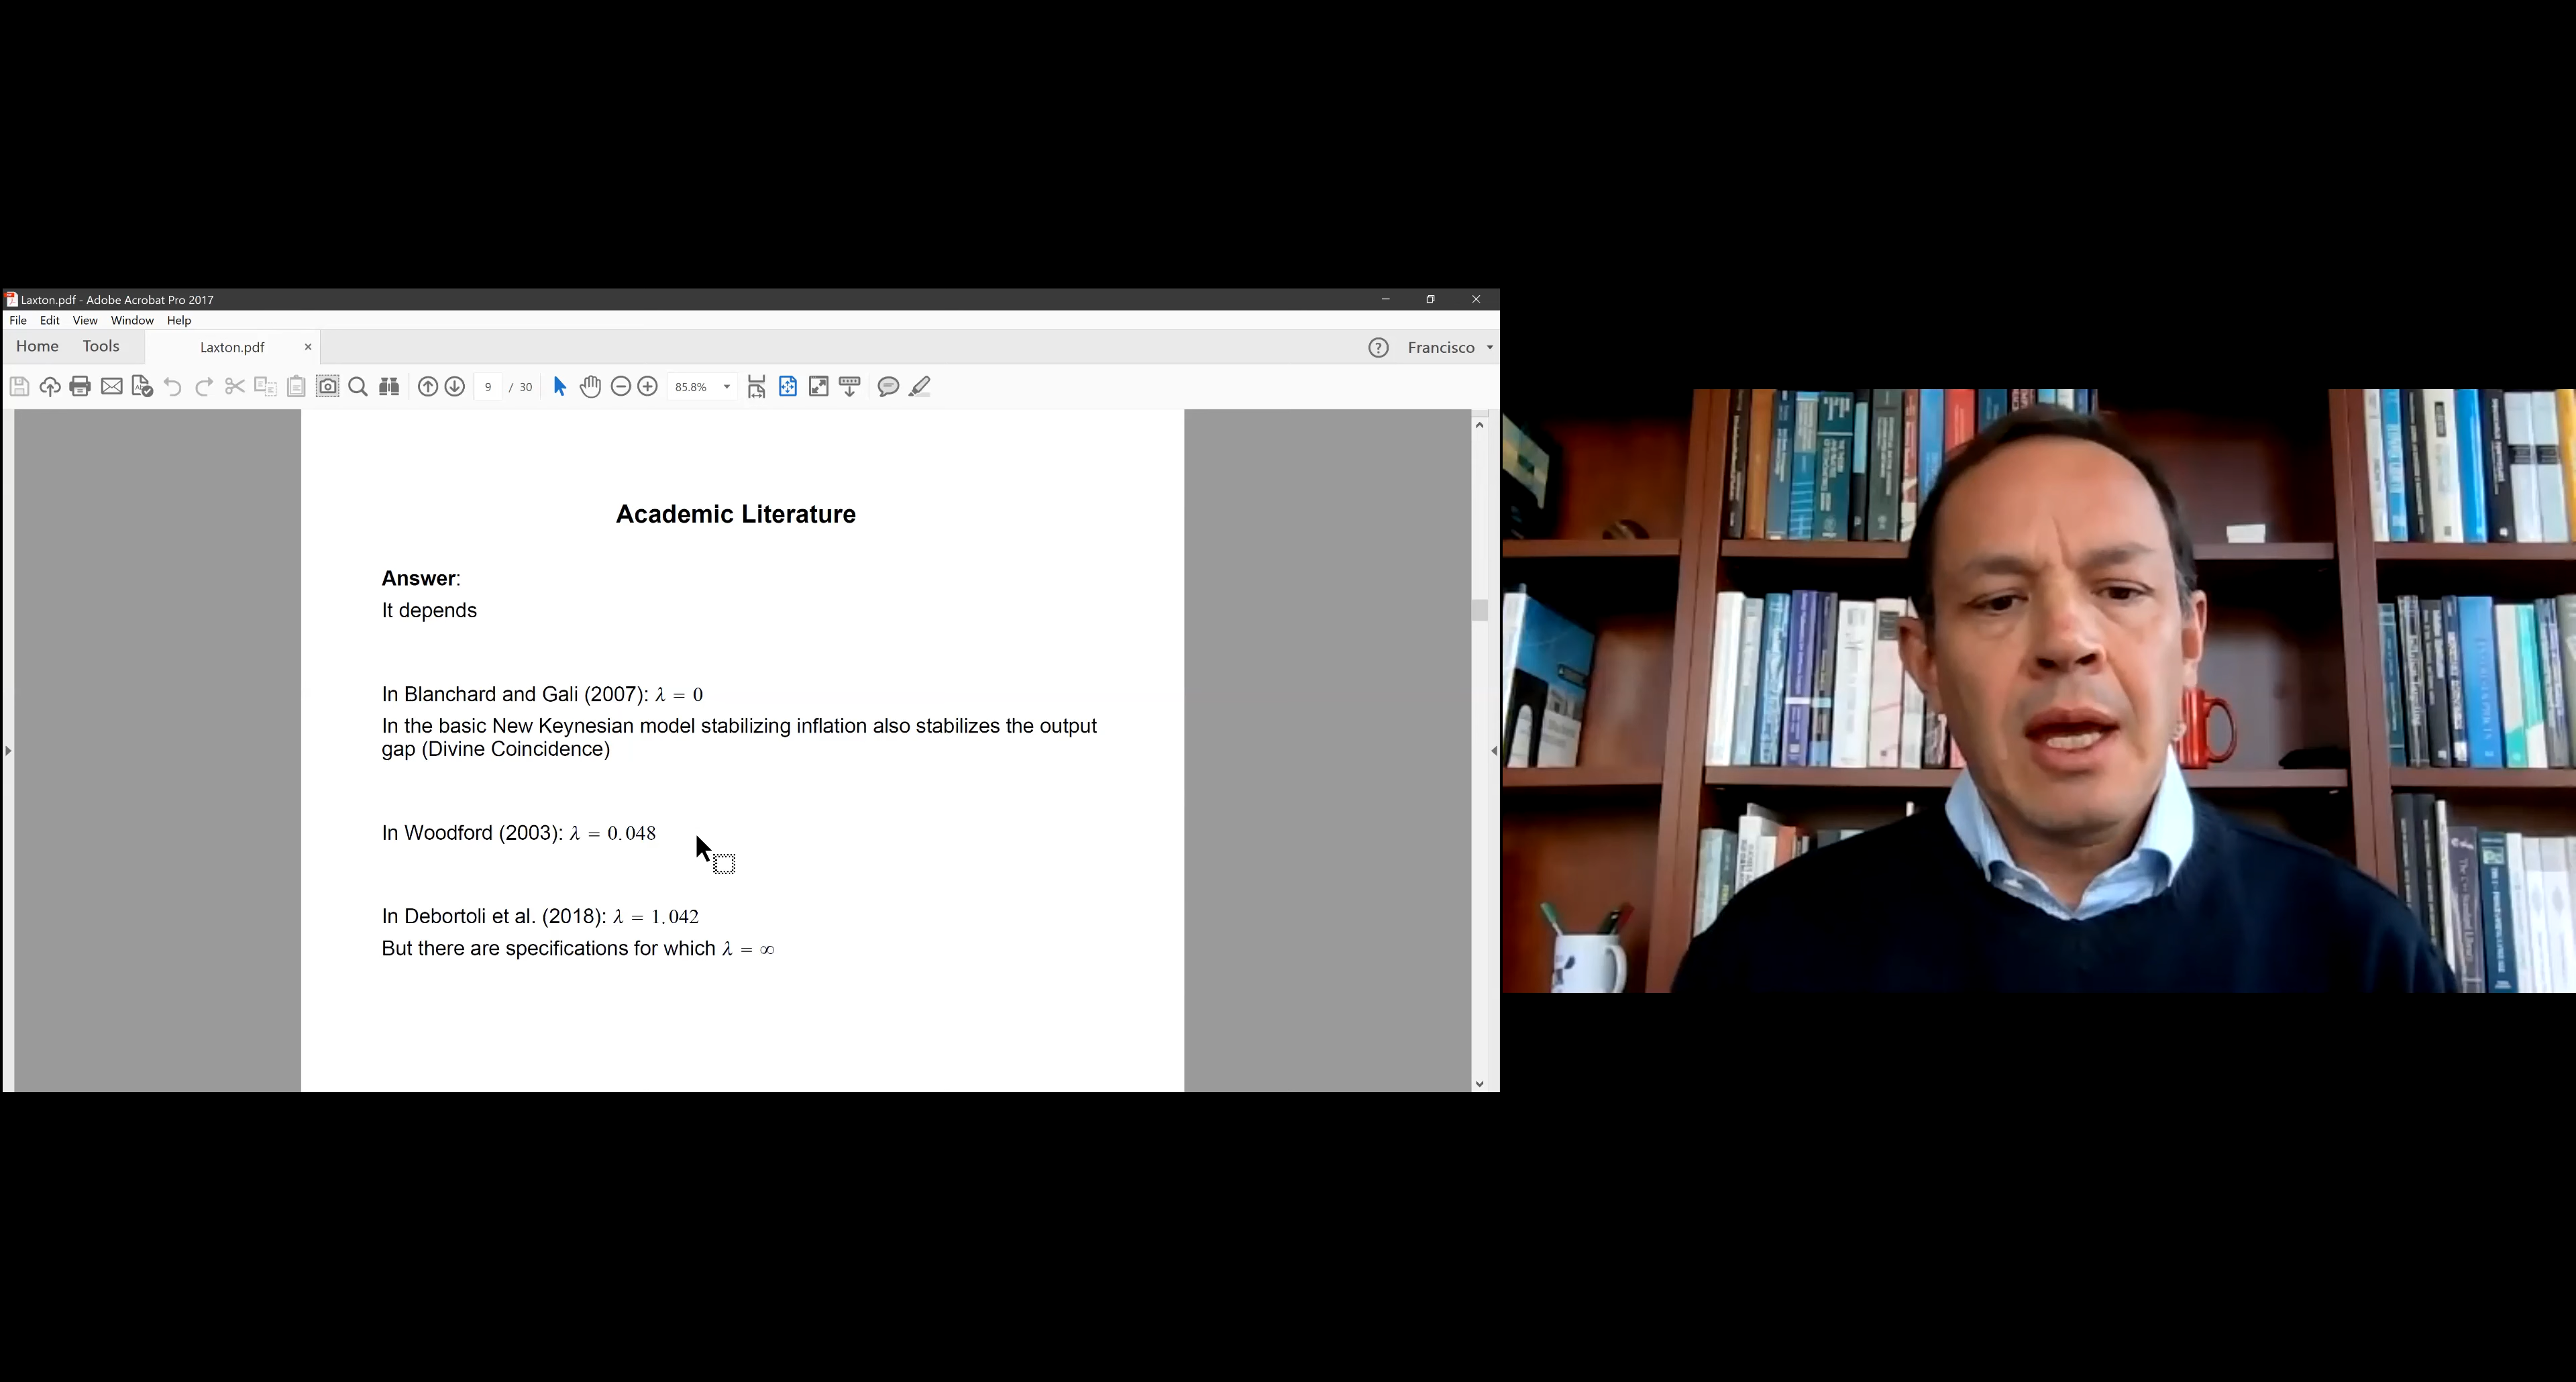 Laxton.pdf - Adobe Acrobat Pro 2017
File Edit View Window Help
Home Tools Laxton.pdf × ? Francisco
9 / 30 85.8%
Academic Literature
Answer:
It depends
In Blanchard and Gali (2007): λ = 0
In the basic New Keynesian model stabilizing inflation also stabilizes the output
gap (Divine Coincidence)
In Woodford (2003): λ = 0.048
In Debortoli et al. (2018): λ = 1.042
But there are specifications for which λ = ∞